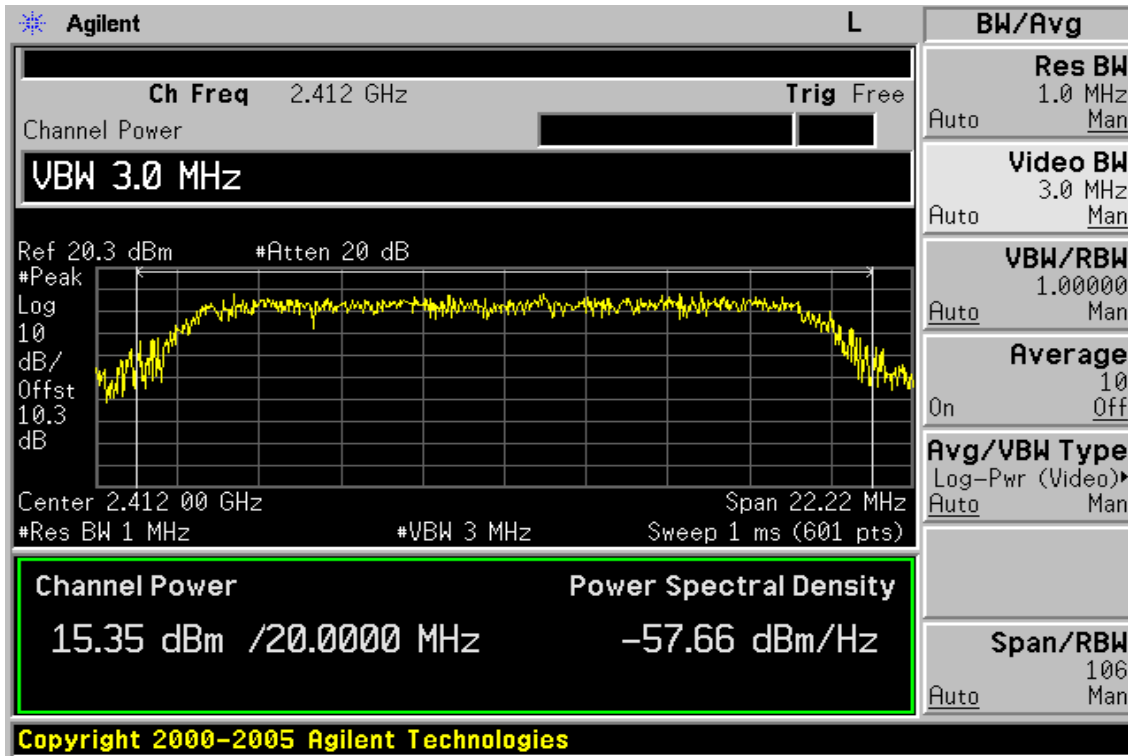 Agilent
L
Ch Freq 2.412 GHz
Trig Free
Channel Power
VBW 3.0 MHz
Ref 20.3 dBm
#Atten 20 dB
#Peak
Log
10
dB/
Offst
10.3
dB
Center 2.412 00 GHz
Span 22.22 MHz
#Res BW 1 MHz
#VBW 3 MHz
Sweep 1 ms (601 pts)
Channel Power
Power Spectral Density
15.35 dBm /20.0000 MHz
-57.66 dBm/Hz
Copyright 2000-2005 Agilent Technologies
BW/Avg
Res BW
1.0 MHz
Auto Man
Video BW
3.0 MHz
Auto Man
VBW/RBW
1.00000
Auto Man
Average
10
On Off
Avg/VBW Type
Log-Pwr (Video)▸
Auto Man
Span/RBW
106
Auto Man